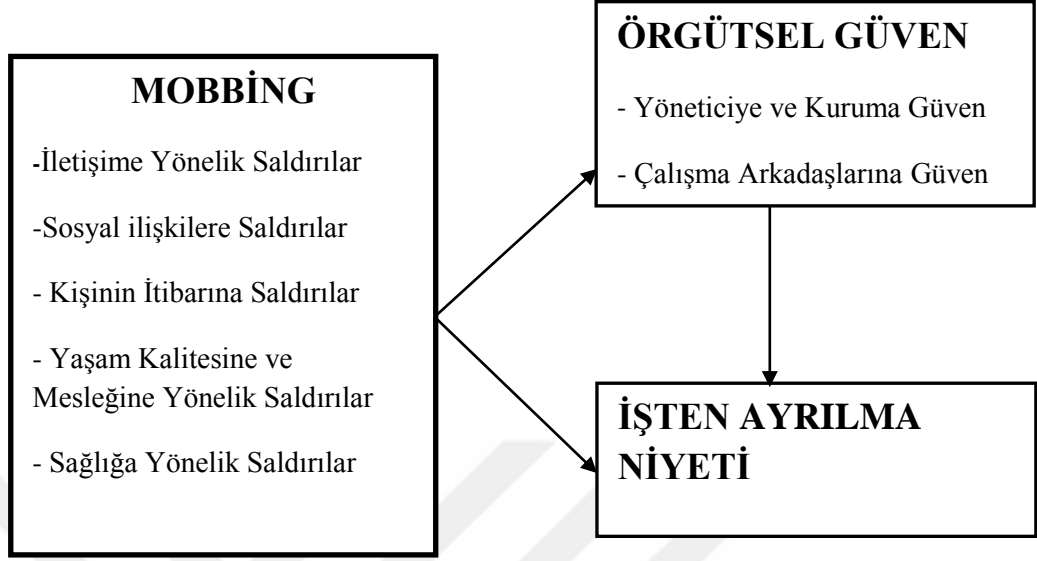 MOBBİNG
-İletişime Yönelik Saldırılar
-Sosyal ilişkilere Saldırılar
- Kişinin İtibarına Saldırılar
- Yaşam Kalitesine ve
Mesleğine Yönelik Saldırılar
- Sağlığa Yönelik Saldırılar
ÖRGÜTSEL GÜVEN
- Yöneticiye ve Kuruma Güven
- Çalışma Arkadaşlarına Güven
İŞTEN AYRILMA
NİYETİ